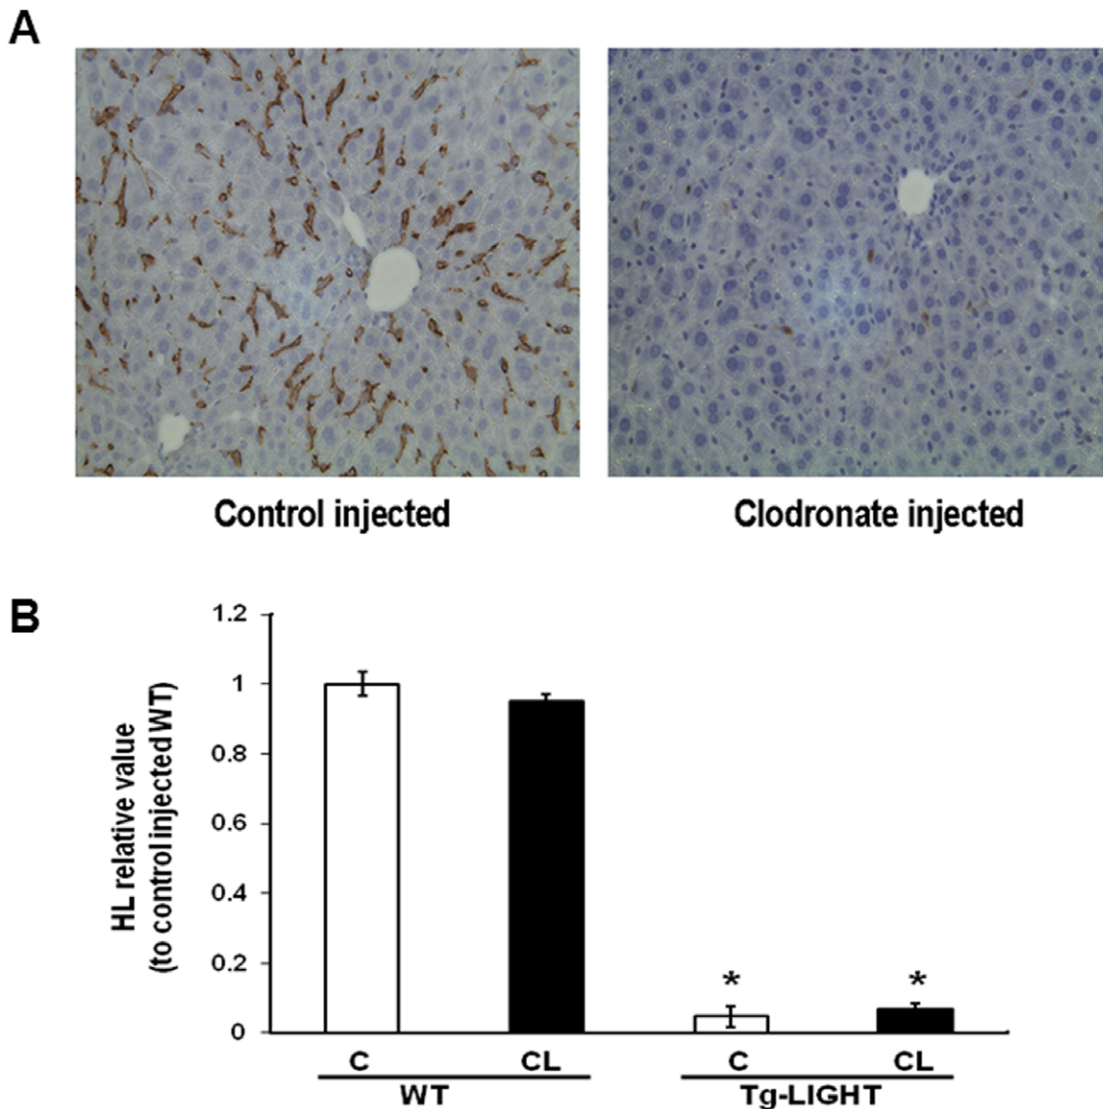 A
Control injected
Clodronate injected
B
HL relative value
(to control injected WT)
1.2
1
0.8
0.6
0.4
0.2
0
*
*
C
CL
C
CL
WT
Tg-LIGHT